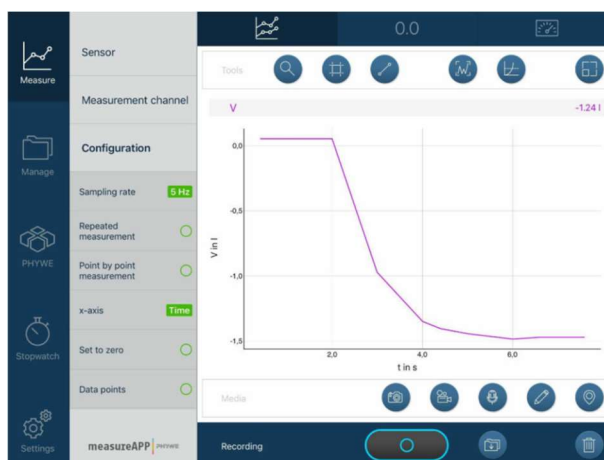 Measure
Manage
PHYWE
Stopwatch
Settings
Sensor
Measurement channel
Configuration
Sampling rate 5 Hz
Repeated
measurement
Point by point
measurement
x-axis Time
Set to zero
Data points
measureAPP PHYWE
0.0
Tools
V -1.24 l
0,0
-0,5
-1,0
-1,5
V in l
2,0 4,0 6,0
t in s
Media
Recording